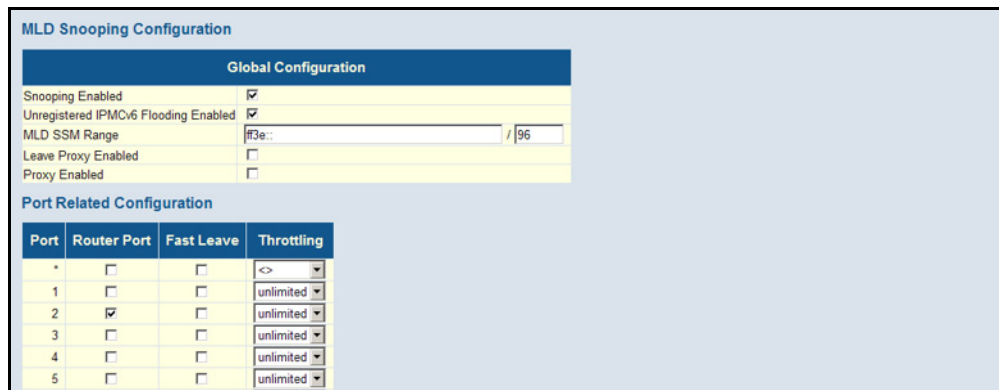 MLD Snooping Configuration
Global Configuration
Snooping Enabled
Unregistered IPMCv6 Flooding Enabled
MLD SSM Range ff3e:: / 96
Leave Proxy Enabled
Proxy Enabled
Port Related Configuration
Port Router Port Fast Leave Throttling
* <>
1 unlimited
2 unlimited
3 unlimited
4 unlimited
5 unlimited